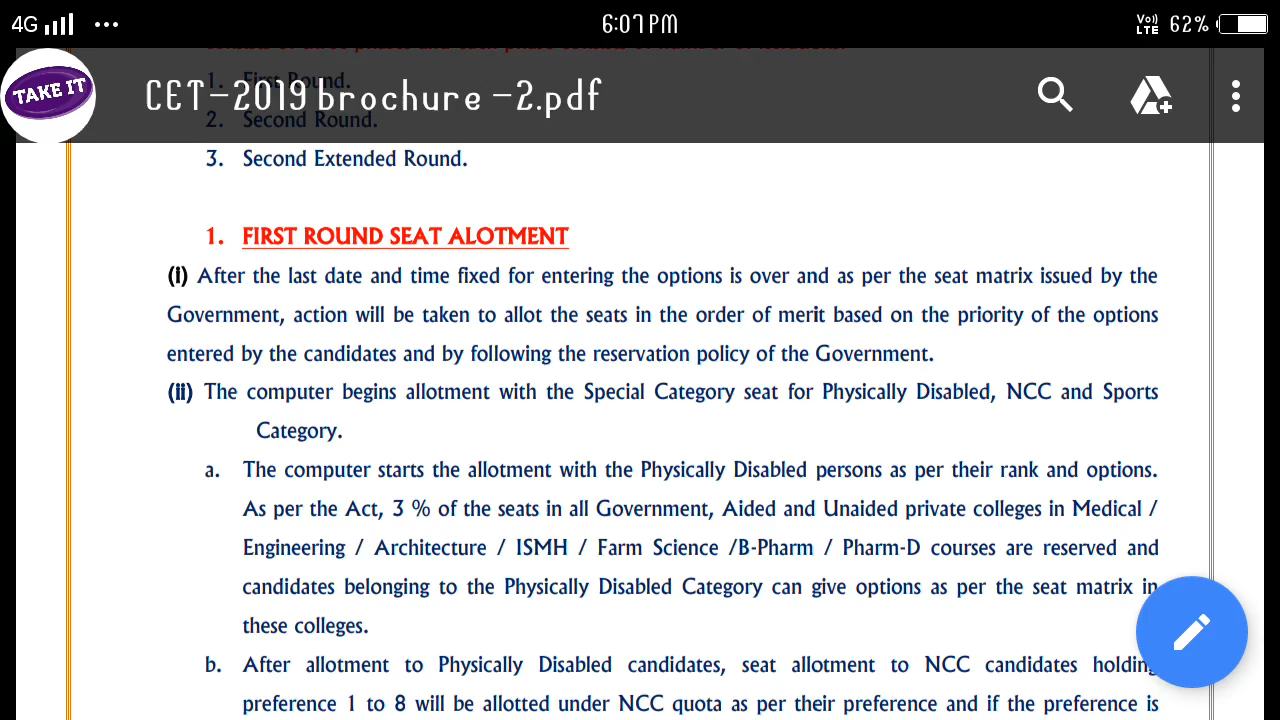 4G 6:07 PM Vo)) LTE 62%
TAKE IT CET-2019 brochure -2.pdf
1. First Round.
2. Second Round.
3. Second Extended Round.
1. FIRST ROUND SEAT ALOTMENT
(i) After the last date and time fixed for entering the options is over and as per the seat matrix issued by the
Government, action will be taken to allot the seats in the order of merit based on the priority of the options
entered by the candidates and by following the reservation policy of the Government.
(ii) The computer begins allotment with the Special Category seat for Physically Disabled, NCC and Sports
Category.
a. The computer starts the allotment with the Physically Disabled persons as per their rank and options.
As per the Act, 3 % of the seats in all Government, Aided and Unaided private colleges in Medical /
Engineering / Architecture / ISMH / Farm Science /B-Pharm / Pharm-D courses are reserved and
candidates belonging to the Physically Disabled Category can give options as per the seat matrix in
these colleges.
b. After allotment to Physically Disabled candidates, seat allotment to NCC candidates holding
preference 1 to 8 will be allotted under NCC quota as per their preference and if the preference is